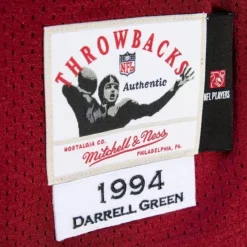 THROWBACKS
NFL
Authentic
NOSTALGIA CO.
Mitchell & Ness
PHILADELPHIA, PA.
NFL PLAYERS
1994
DARRELL GREEN